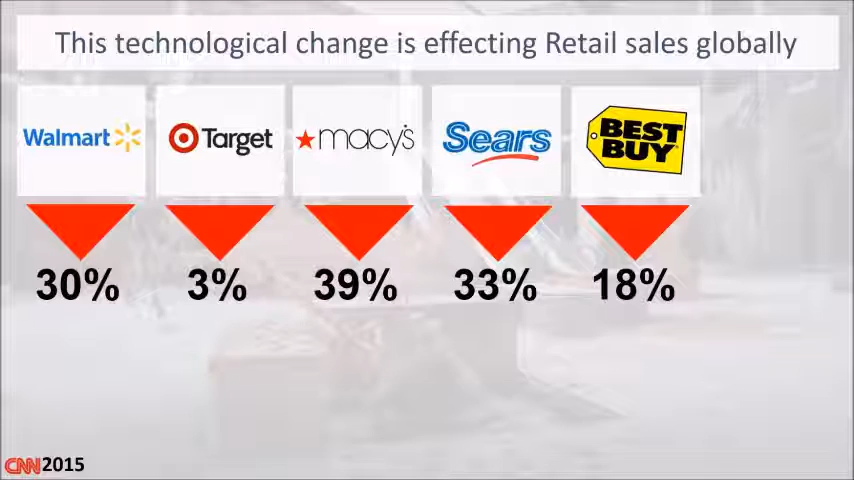 This technological change is effecting Retail sales globally
Walmart Target macy's Sears BEST BUY
30% 3% 39% 33% 18%
CNN 2015